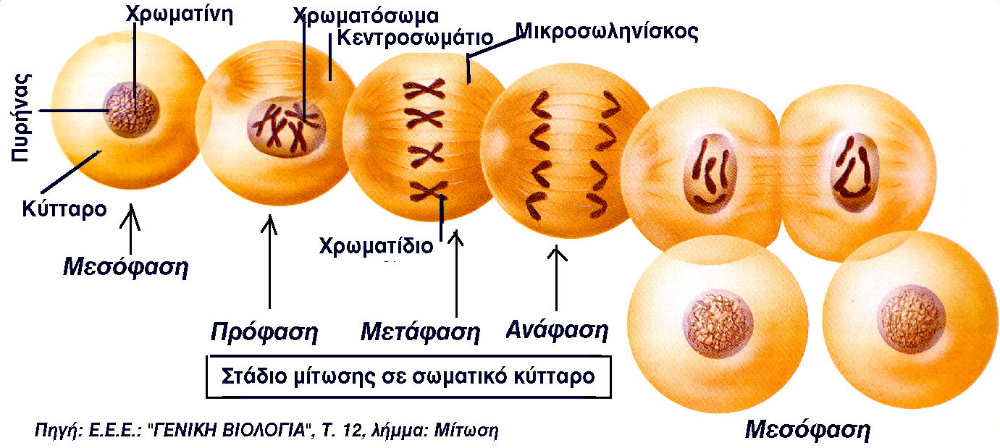 Χρωματίνη
Χρωματόσωμα
Κεντροσωμάτιο
Μικροσωληνίσκος
Πυρήνας
Κύτταρο
Χρωματίδιο
Μεσόφαση
Πρόφαση
Μετάφαση
Ανάφαση
Στάδιο μίτωσης σε σωματικό κύτταρο
Πηγή: Ε.Ε.Ε.: "ΓΕΝΙΚΗ ΒΙΟΛΟΓΙΑ", Τ. 12, λήμμα: Μίτωση
Μεσόφαση